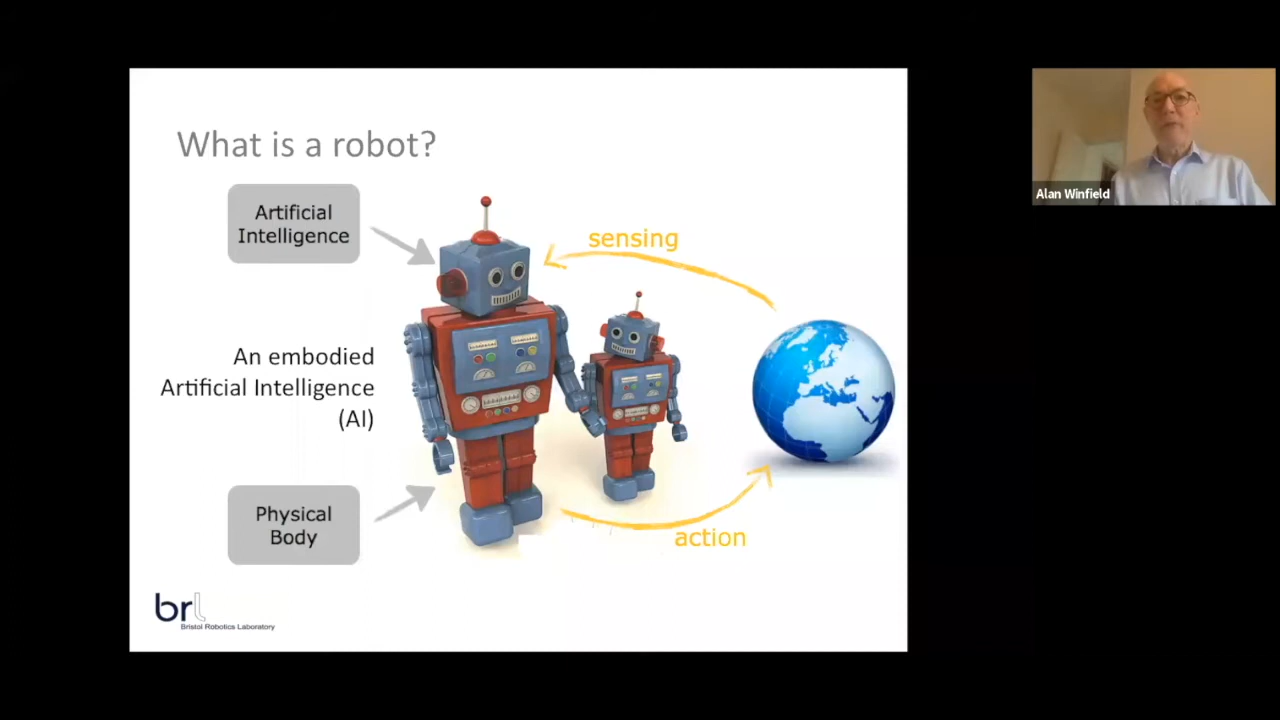 What is a robot?
Artificial
Intelligence
sensing
An embodied
Artificial Intelligence
(AI)
Physical
Body
action
brl
Bristol Robotics Laboratory
Alan Winfield